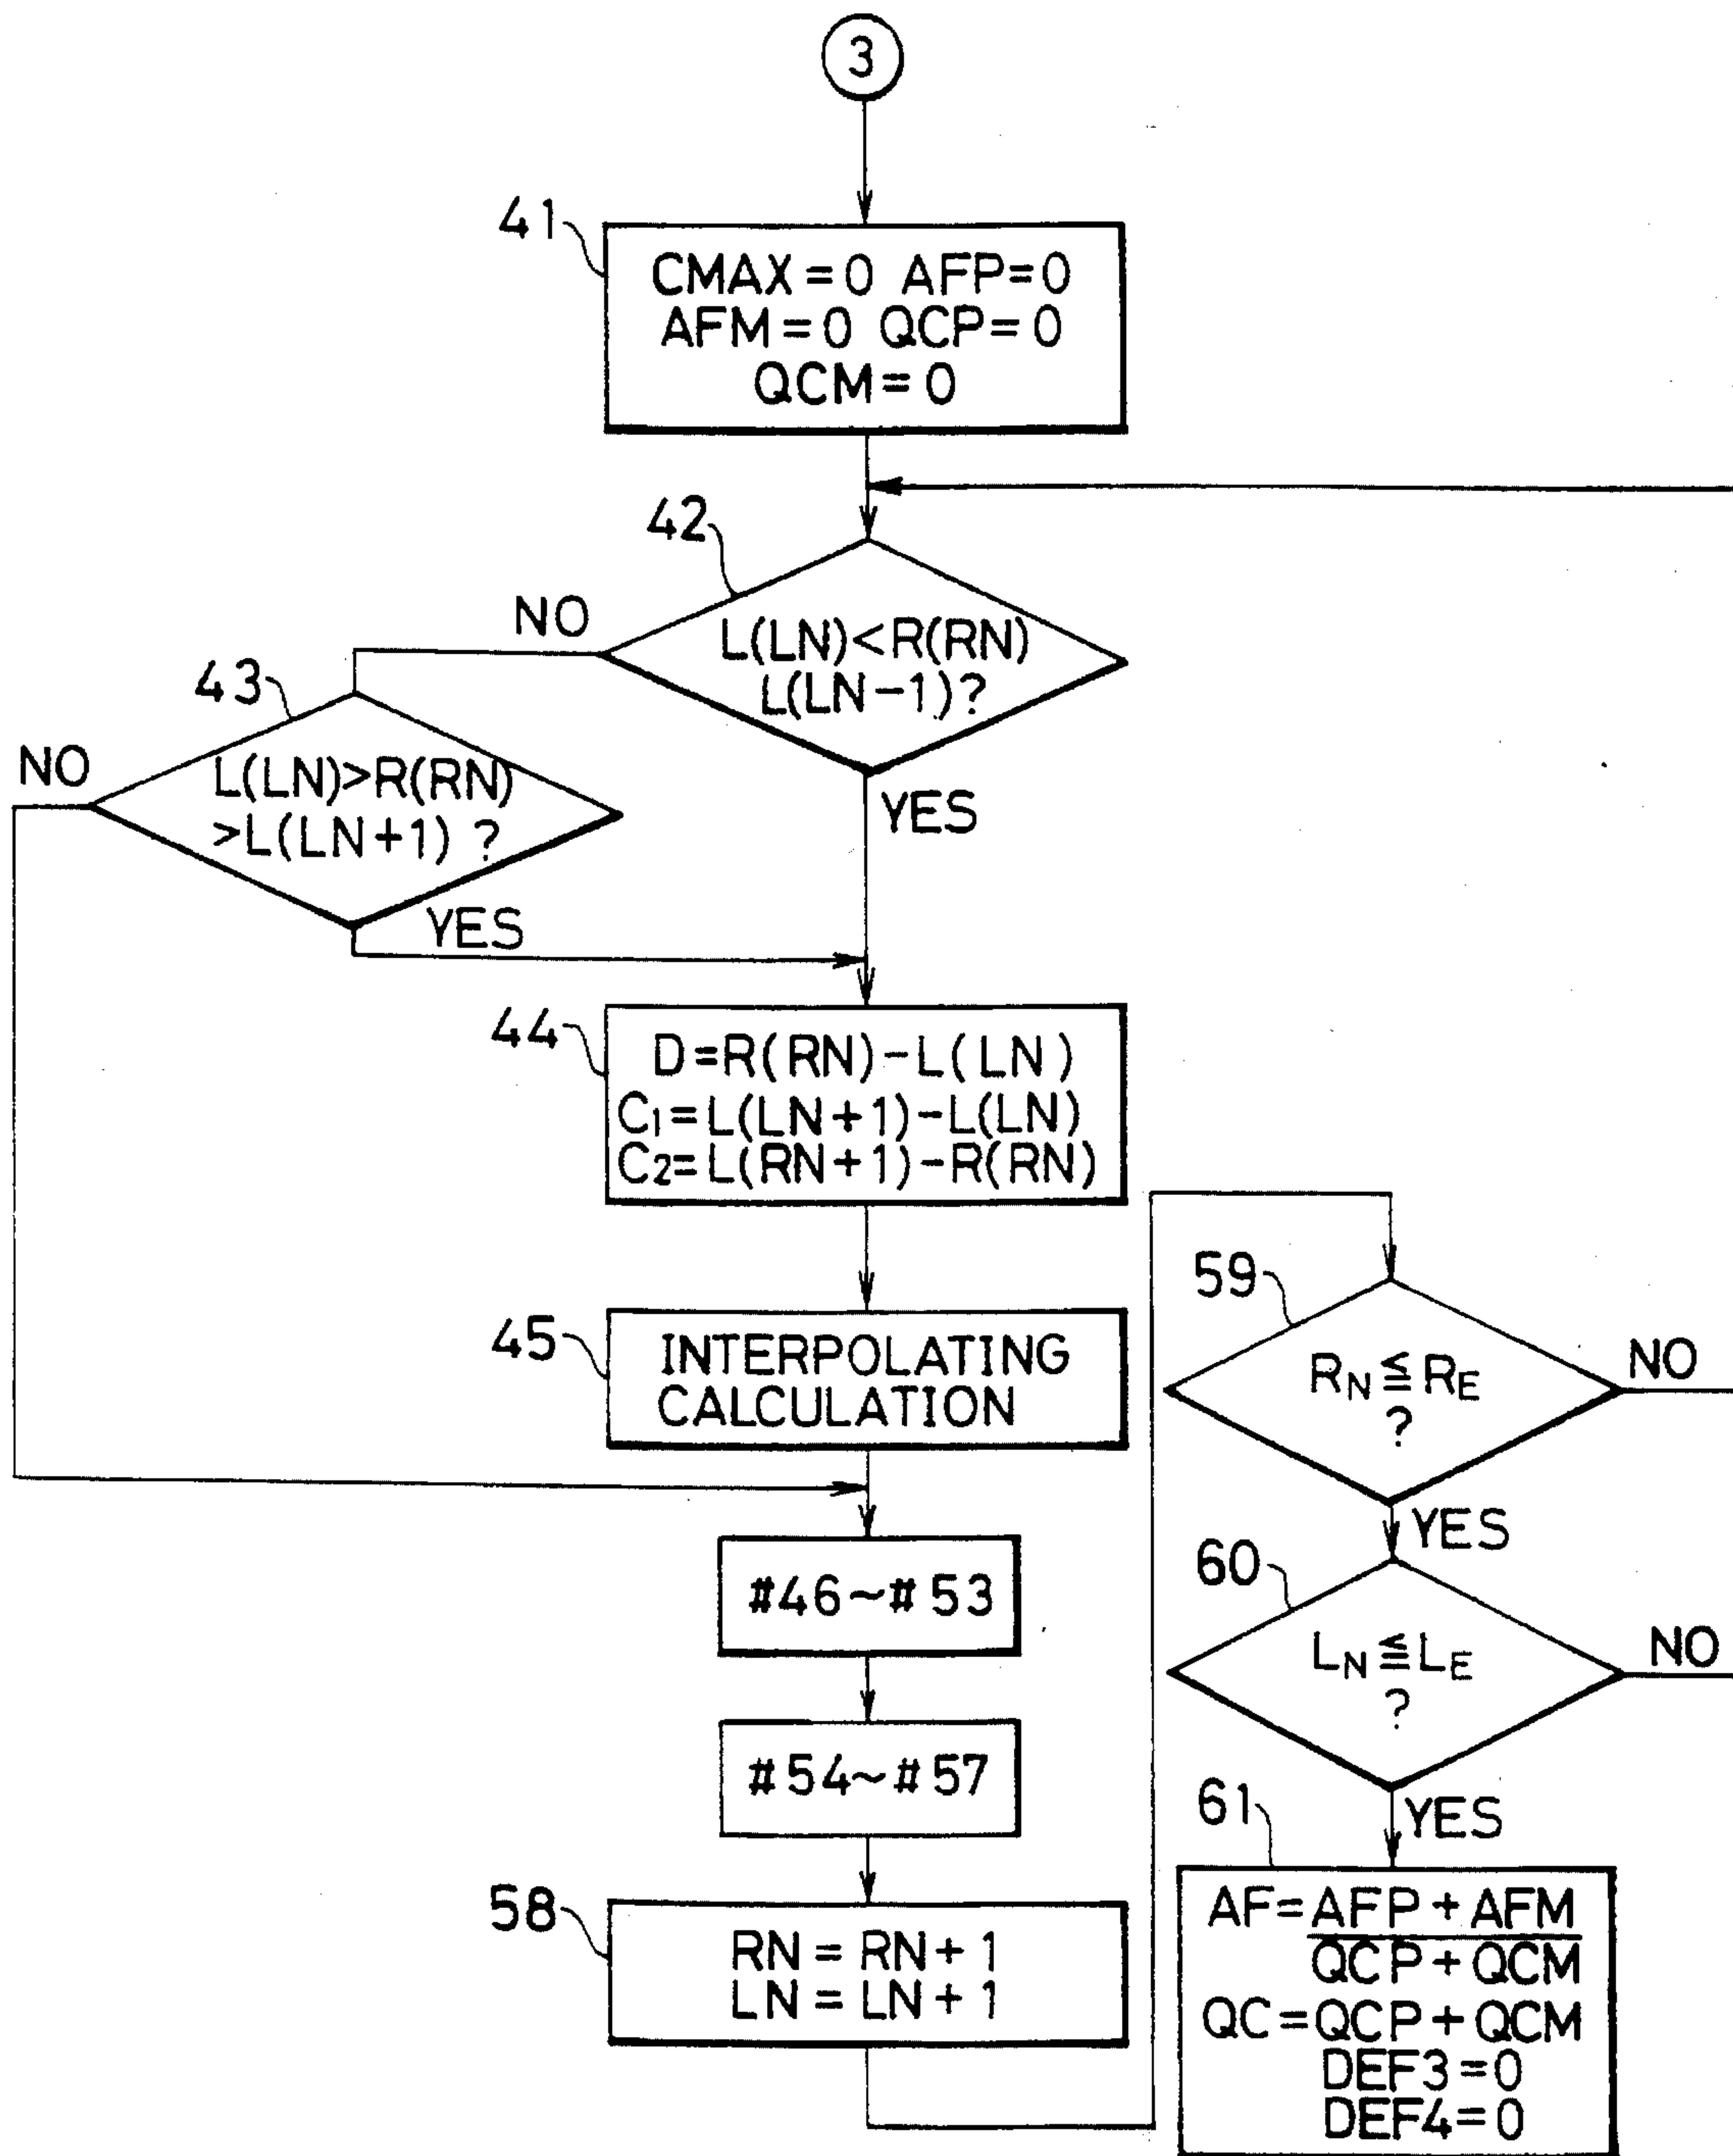 3
41
CMAX=0 AFP=0
AFM=0 QCP=0
QCM=0
42
NO
L(LN)<R(RN)
L(LN-1)?
YES
43
NO
L(LN)>R(RN)
>L(LN+1) ?
YES
44
D=R(RN)-L(LN)
C1=L(LN+1)-L(LN)
C2=L(RN+1)-R(RN)
45
INTERPOLATING
CALCULATION
#46~#53
#54~#57
58
RN=RN+1
LN=LN+1
59
RN≦RE
?
NO
YES
60
LN≦LE
?
NO
YES
61
AF=AFP+AFM
QCP+QCM
QC=QCP+QCM
DEF3=0
DEF4=0